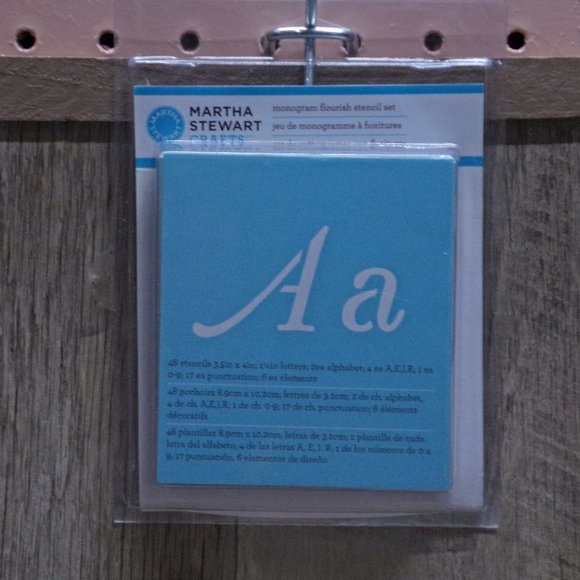 MARTHA
STEWART
CRAFTS
MARTHA
monogram flourish stencil set
jeu de monogramme à fioritures
Aa
48 stencils 3.5in x 4in; 1¼in letters; 2ea alphabet; 4 ea A,E,I,R; 1 ea
0-9; 17 ea punctuation; 6 ea elements
48 pochoirs 8.9cm x 10.2cm; lettres de 3.2cm; 2 de ch. alphabet,
4 de ch. A,E,I,R; 1 de ch. 0-9; 17 de ch. punctuation; 6 éléments
décoratifs
48 plantillas 8.9cm x 10.2cm; letras de 3.2cm; 2 plantilla de cada
letra del alfabeto; 4 de las letras A, E, I, R; 1 de los números de 0 a
9, 17 puntuación; 6 elementos de diseño